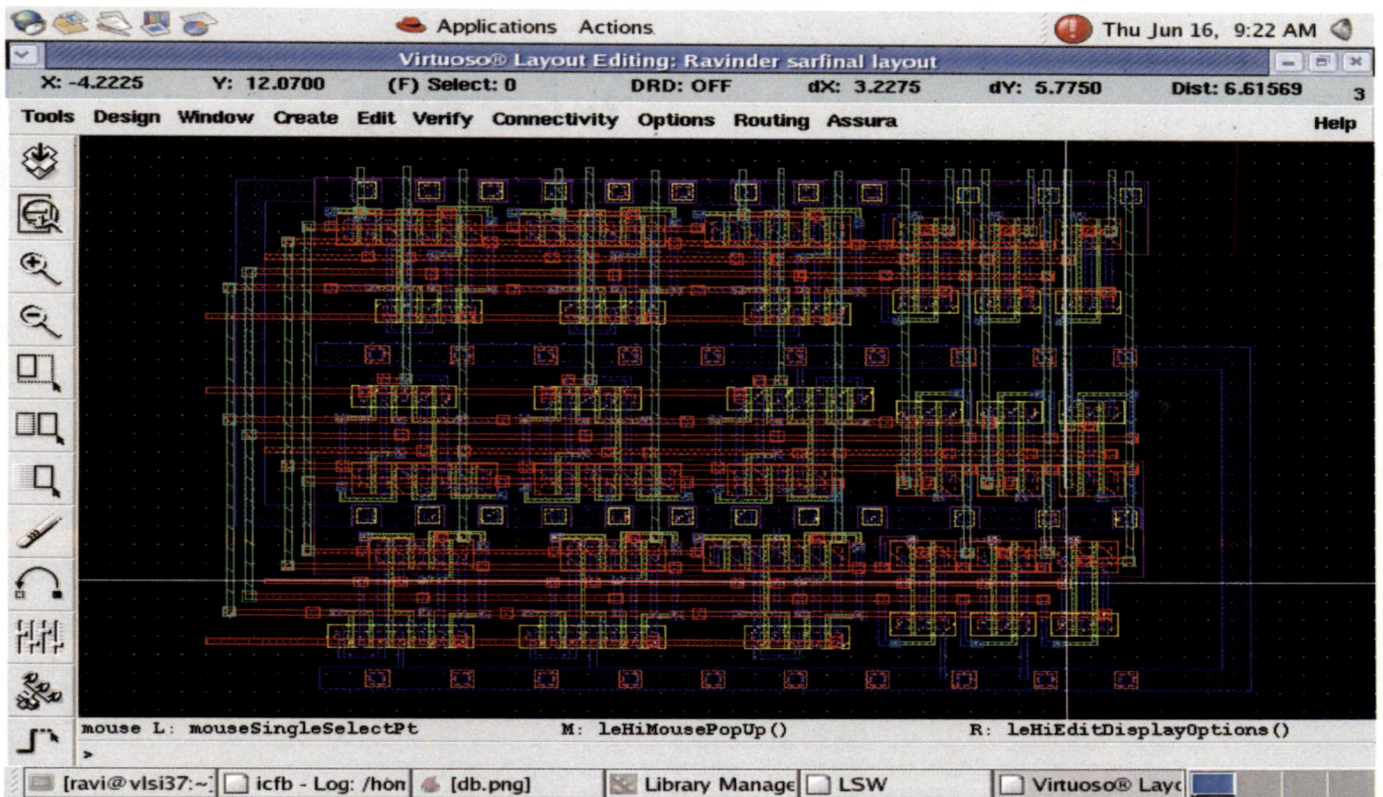 Applications Actions
Thu Jun 16, 9:22 AM
Virtuoso® Layout Editing: Ravinder sarfinal layout
X: -4.2225 Y: 12.0700 (F) Select: 0 DRD: OFF dX: 3.2275 dY: 5.7750 Dist: 6.61569 3
Tools Design Window Create Edit Verify Connectivity Options Routing Assura Help
mouse L: mouseSingleSelectPt M: leHiMousePopUp() R: leHiEditDisplayOptions()
>
[ravi@vlsi37:~] icfb - Log: /hon [db.png] Library Manage LSW Virtuoso® Layc